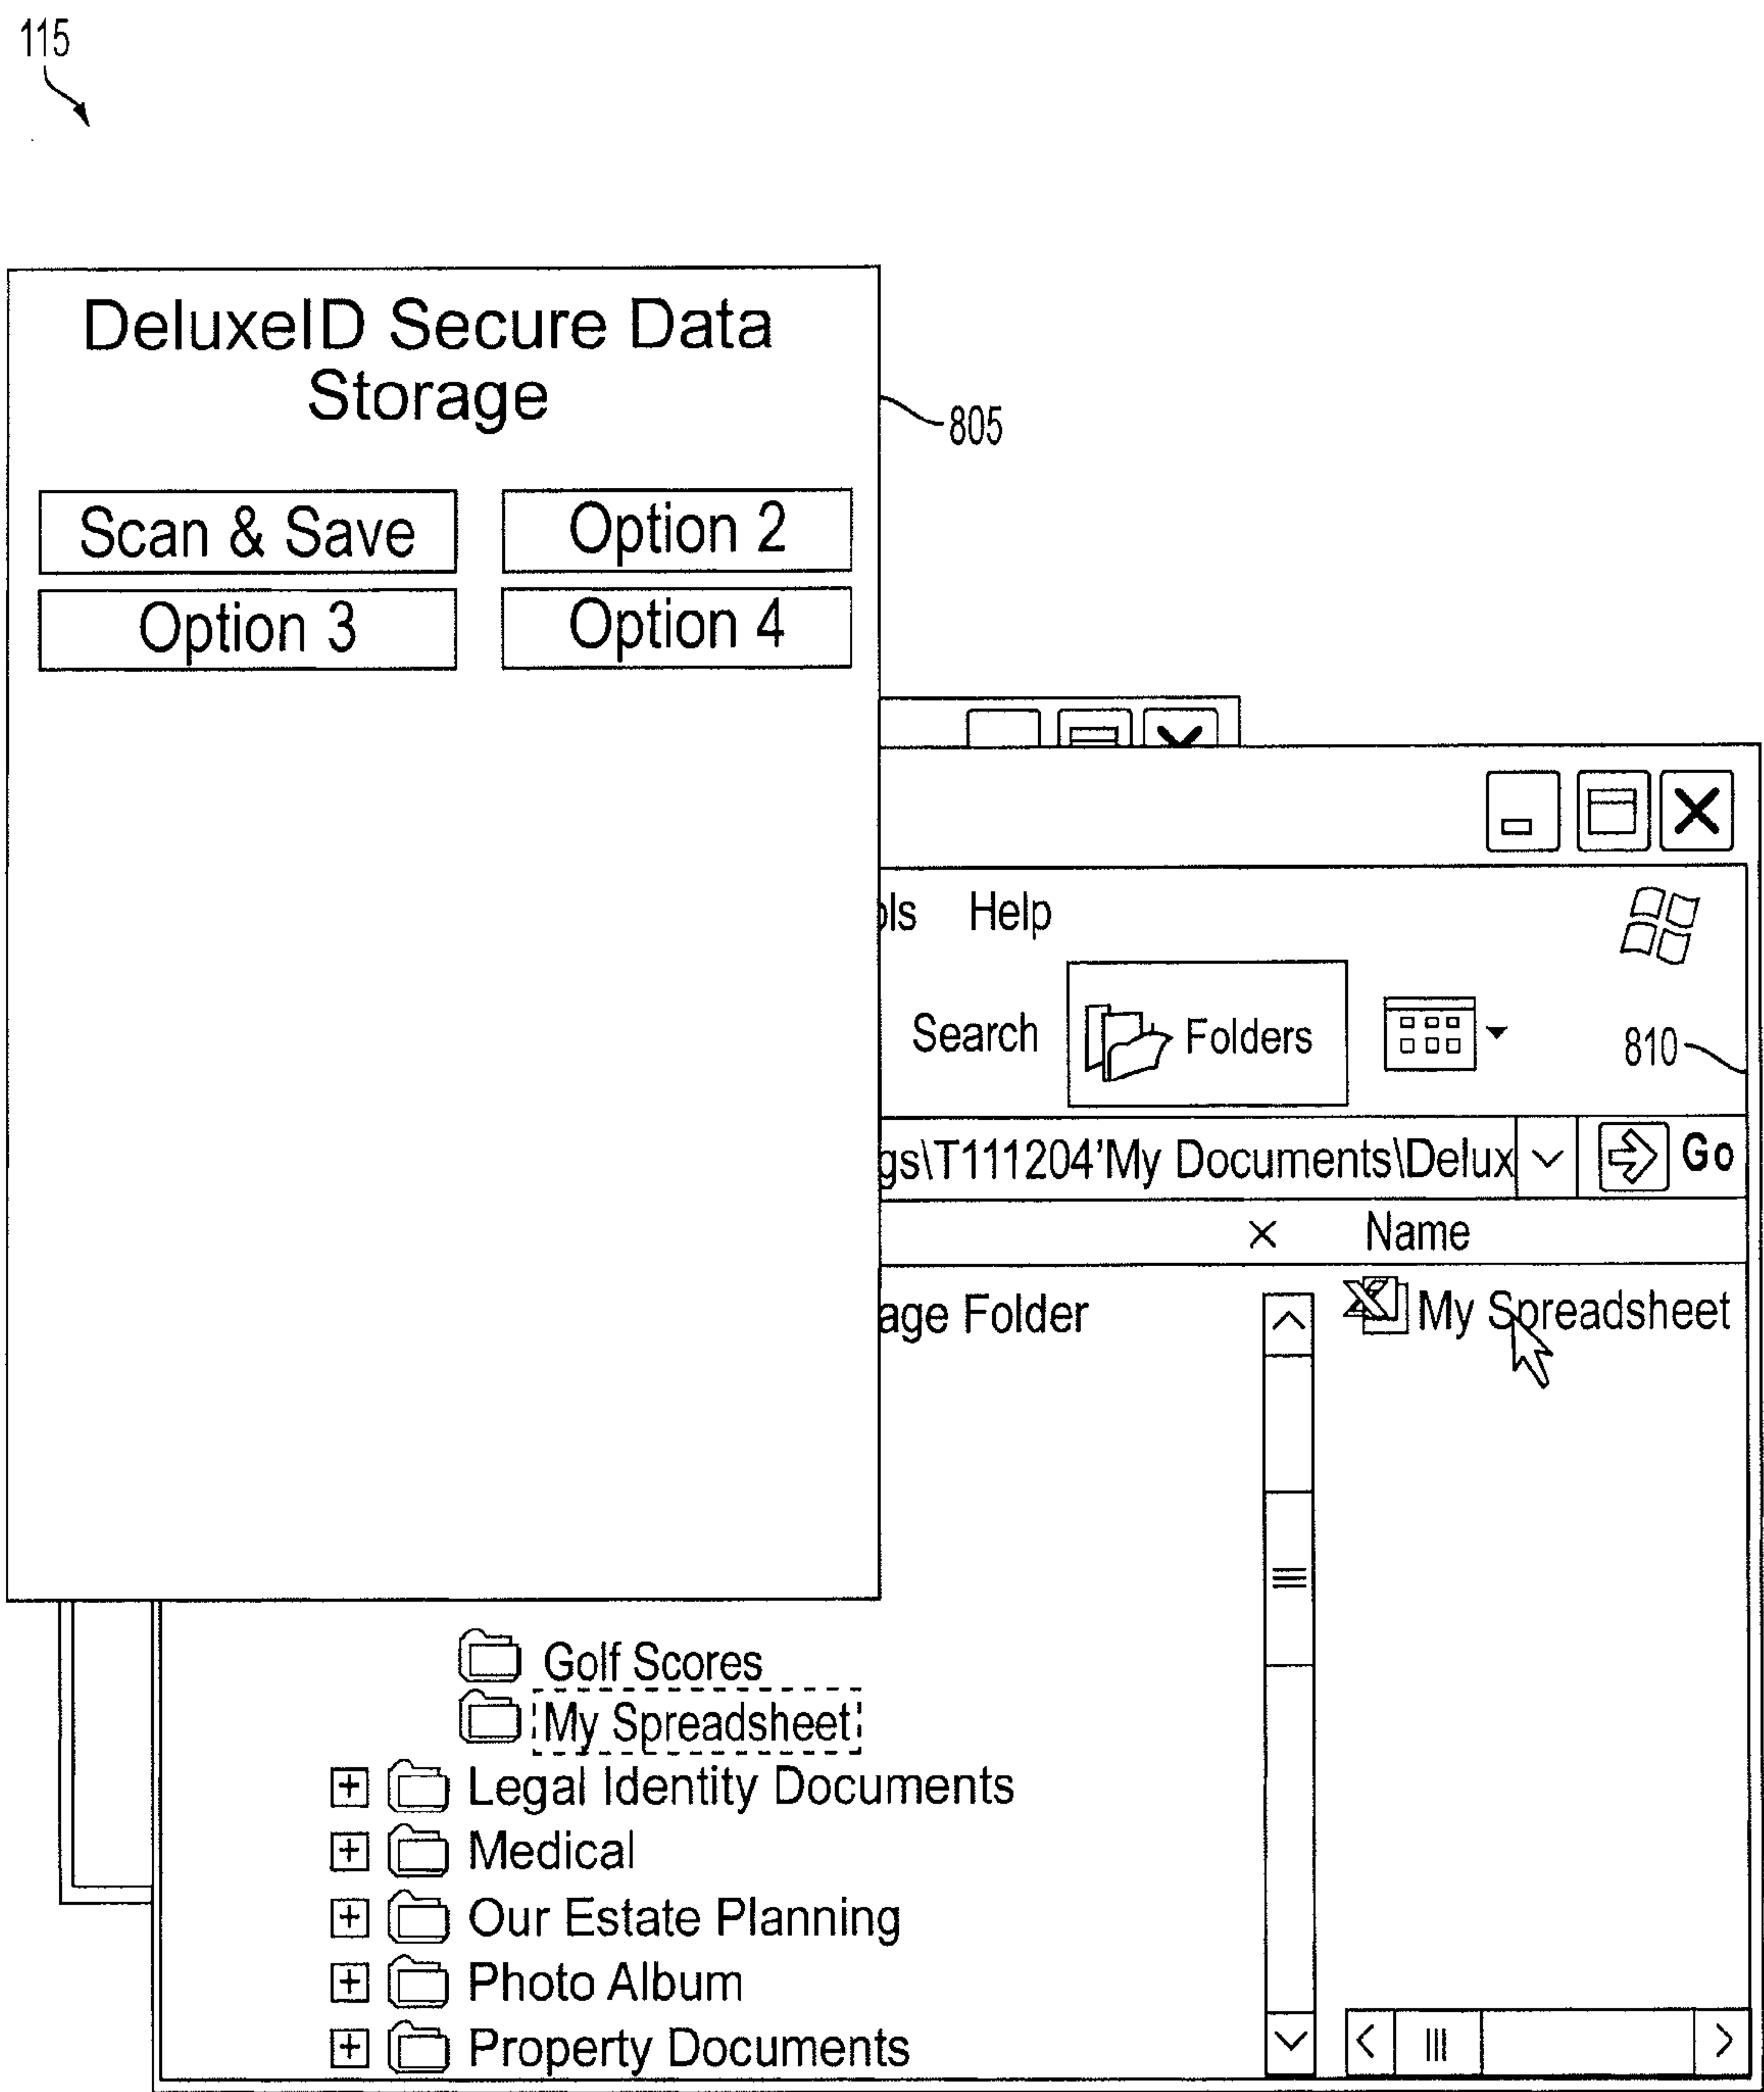 115
DeluxeID Secure Data
Storage
805
Scan & Save Option 2
Option 3 Option 4
ols Help
Search Folders
810
gs\T111204'My Documents\Delux Go
Name
age Folder My Spreadsheet
Golf Scores
My Spreadsheet
Legal Identity Documents
Medical
Our Estate Planning
Photo Album
Property Documents